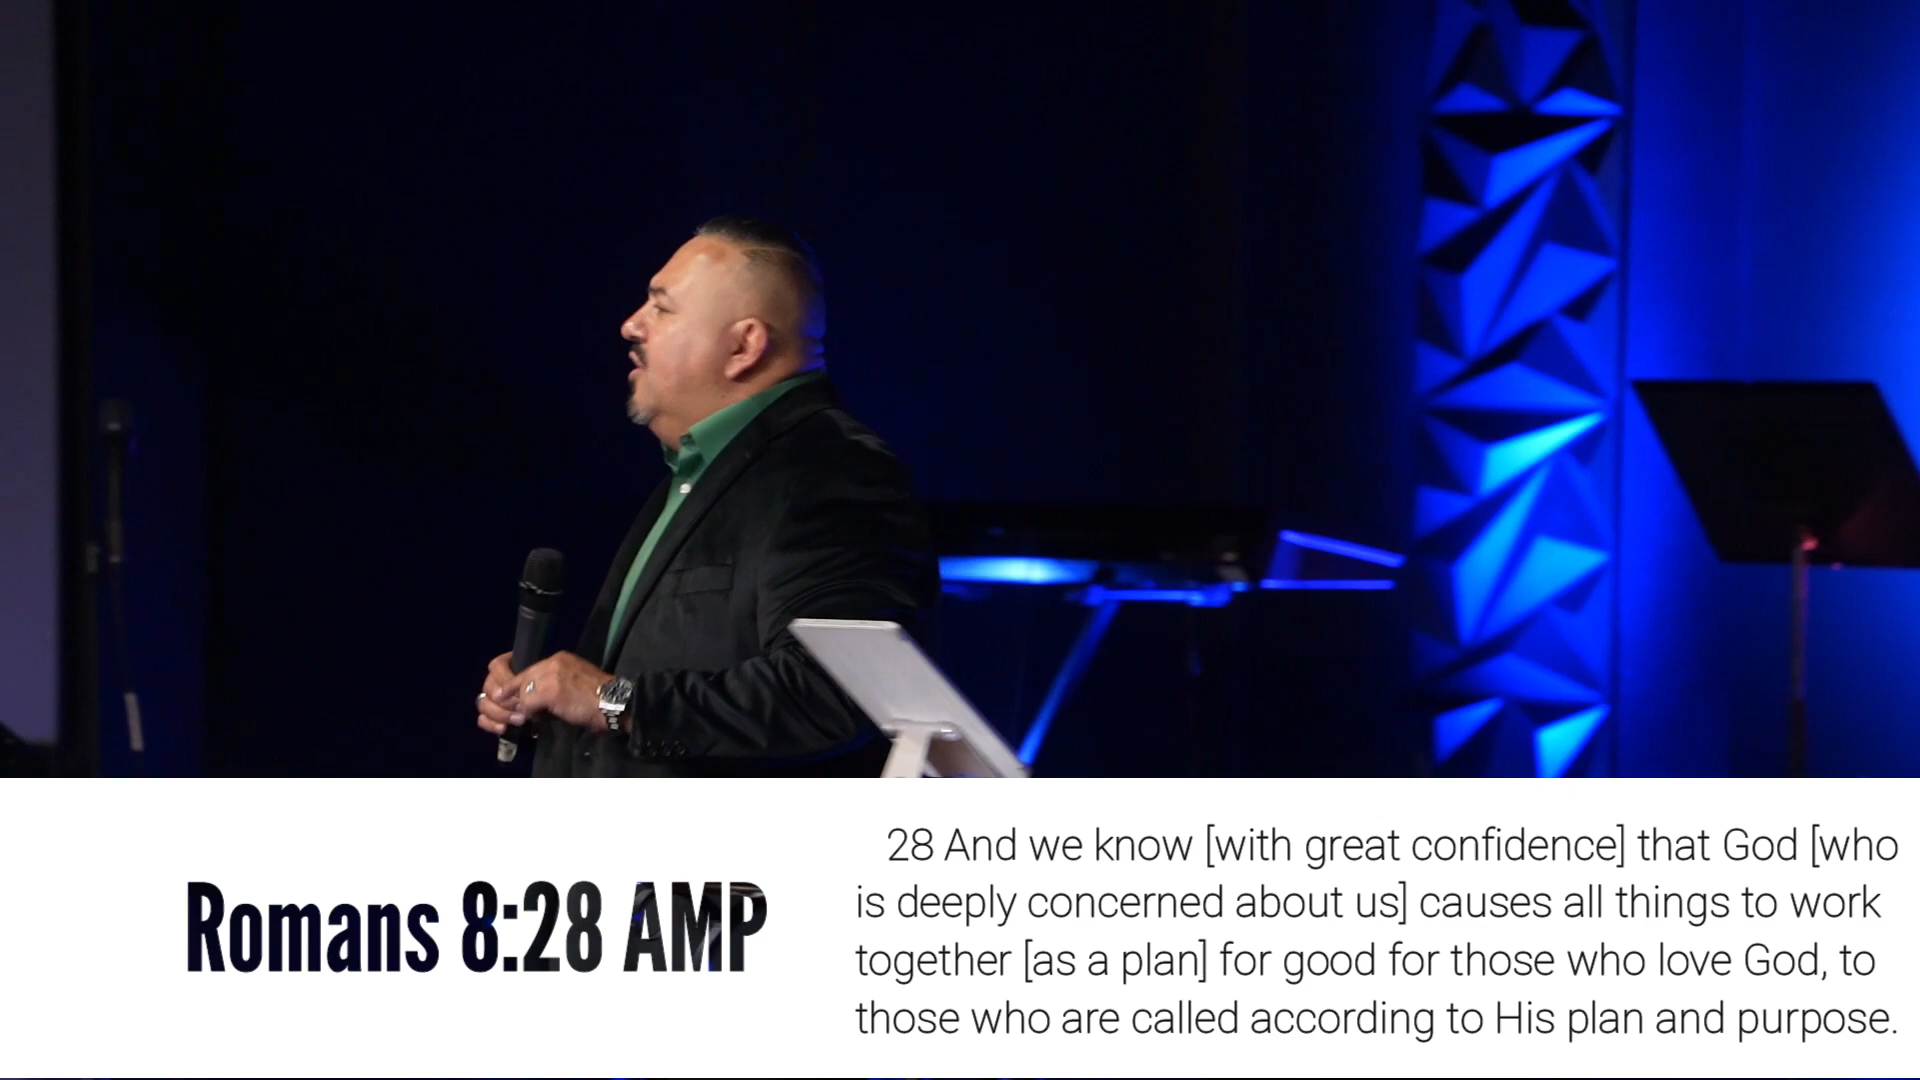 Romans 8:28 AMP
28 And we know [with great confidence] that God [who
is deeply concerned about us] causes all things to work
together [as a plan] for good for those who love God, to
those who are called according to His plan and purpose.